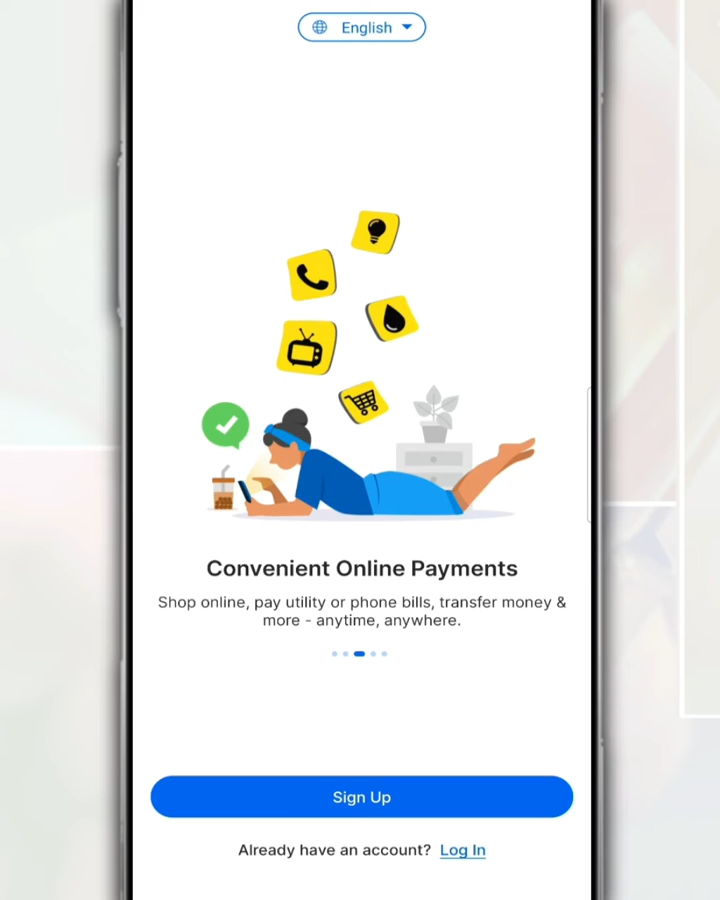 English
Convenient Online Payments
Shop online, pay utility or phone bills, transfer money &
more - anytime, anywhere.
Sign Up
Already have an account? Log In